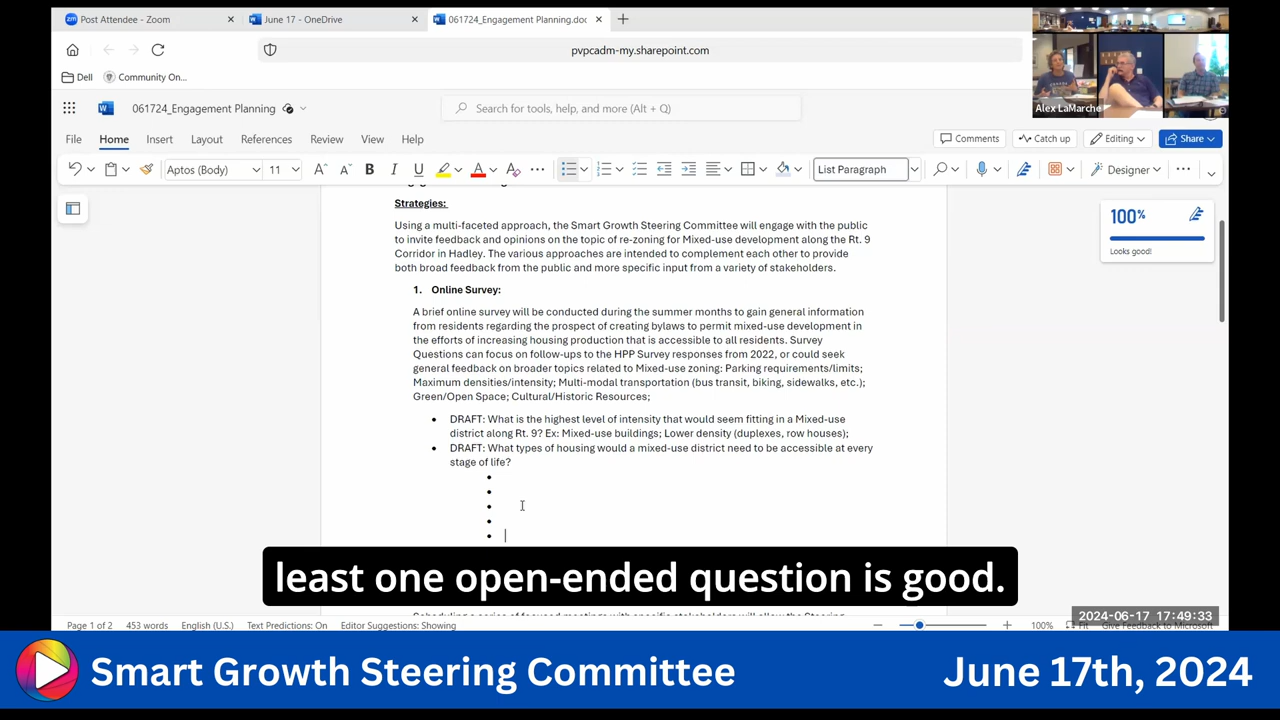 Post Attendee - Zoom
June 17 - OneDrive
061724_Engagement Planning.doc
pvpcadm-my.sharepoint.com
Dell
Community On...
Alex LaMarche
061724_Engagement Planning
Search for tools, help, and more (Alt + Q)
File Home Insert Layout References Review View Help
Comments Catch up Editing Share
Aptos (Body) 11
List Paragraph
Designer
100%
Looks good!
Strategies:
Using a multi-faceted approach, the Smart Growth Steering Committee will engage with the public
to invite feedback and opinions on the topic of re-zoning for Mixed-use development along the Rt. 9
Corridor in Hadley. The various approaches are intended to complement each other to provide
both broad feedback from the public and more specific input from a variety of stakeholders.
1. Online Survey:
A brief online survey will be conducted during the summer months to gain general information
from residents regarding the prospect of creating bylaws to permit mixed-use development in
the efforts of increasing housing production that is accessible to all residents. Survey
Questions can focus on follow-ups to the HPP Survey responses from 2022, or could seek
general feedback on broader topics related to Mixed-use zoning: Parking requirements/limits;
Maximum densities/intensity; Multi-modal transportation (bus transit, biking, sidewalks, etc.);
Green/Open Space; Cultural/Historic Resources;
• DRAFT: What is the highest level of intensity that would seem fitting in a Mixed-use
district along Rt. 9? Ex: Mixed-use buildings; Lower density (duplexes, row houses);
• DRAFT: What types of housing would a mixed-use district need to be accessible at every
stage of life?
least one open-ended question is good.
2024-06-17 17:49:33
Page 1 of 2 453 words English (U.S.) Text Predictions: On Editor Suggestions: Showing
100% Fit Give Feedback to Microsoft
Smart Growth Steering Committee
June 17th, 2024